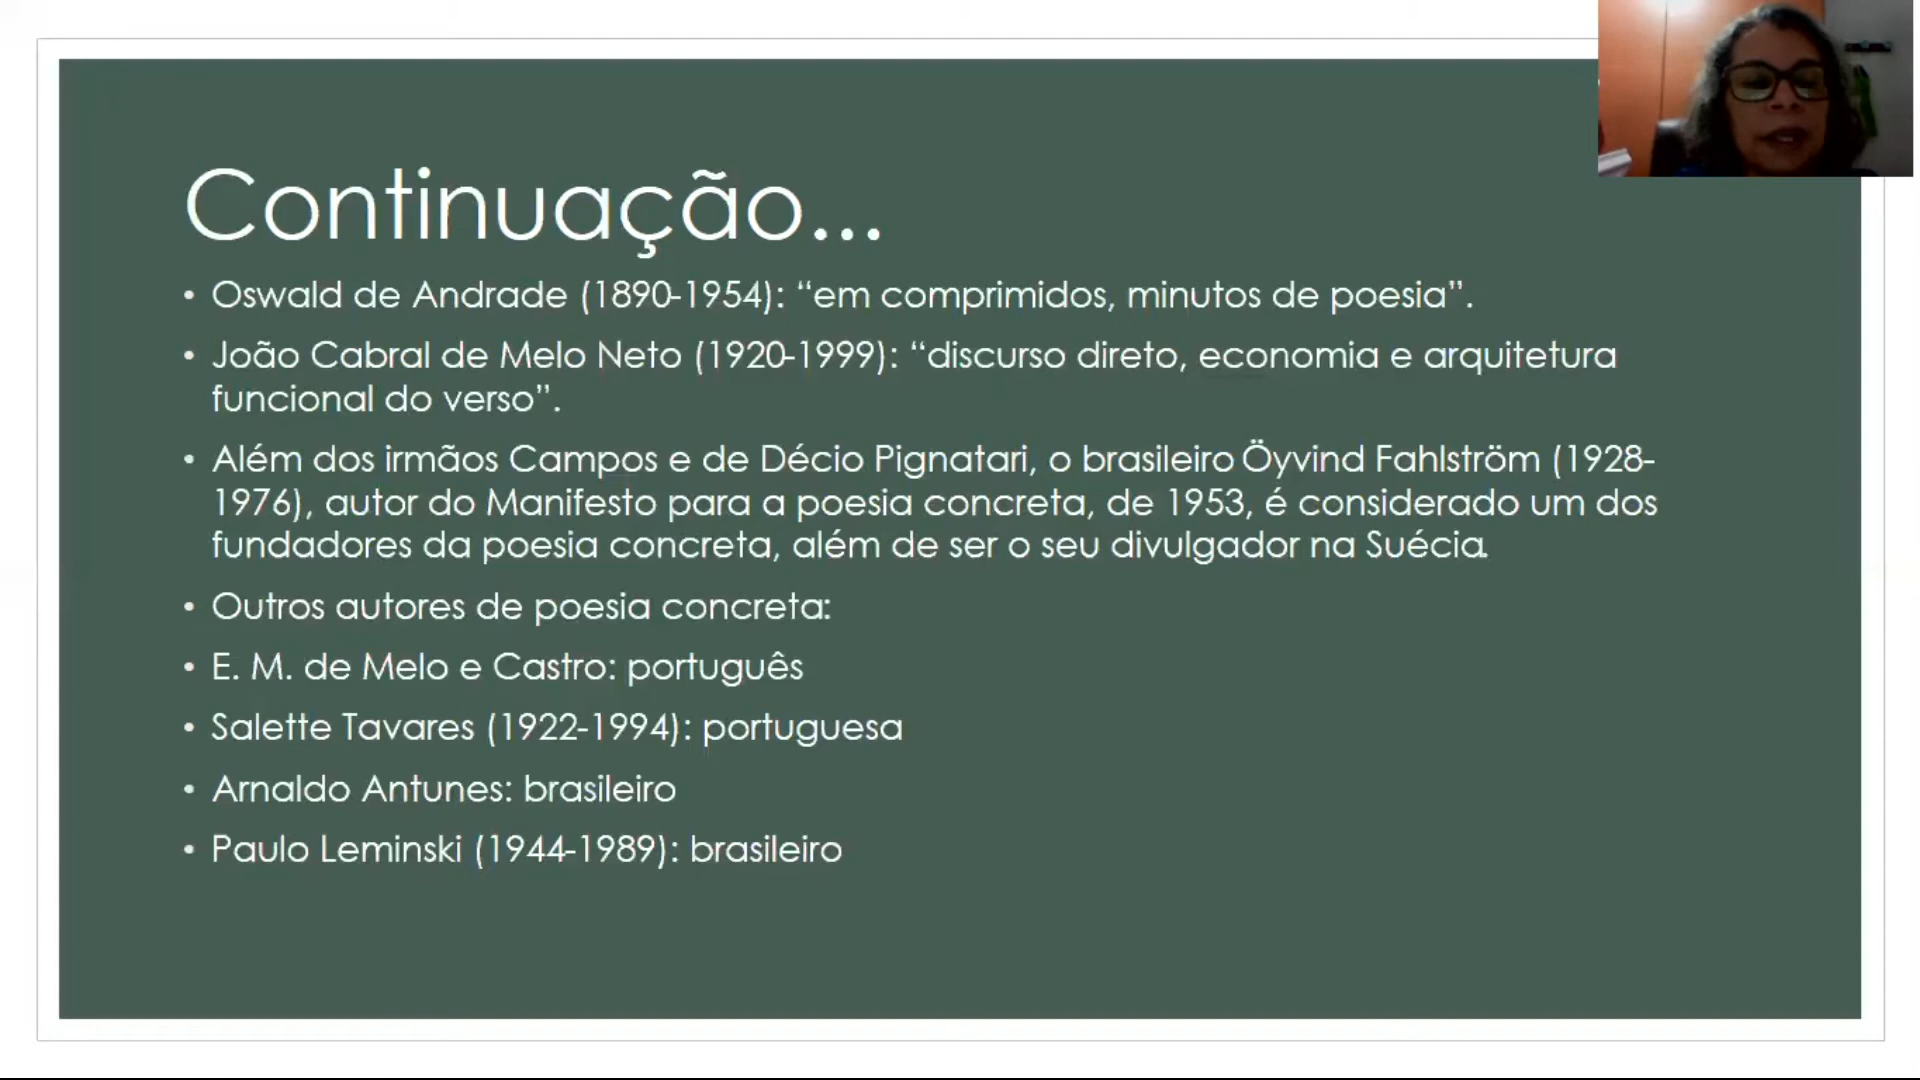 Continuação...
• Oswald de Andrade (1890-1954): “em comprimidos, minutos de poesia”.
• João Cabral de Melo Neto (1920-1999): “discurso direto, economia e arquitetura
funcional do verso”.
• Além dos irmãos Campos e de Décio Pignatari, o brasileiro Öyvind Fahlström (1928-
1976), autor do Manifesto para a poesia concreta, de 1953, é considerado um dos
fundadores da poesia concreta, além de ser o seu divulgador na Suécia.
• Outros autores de poesia concreta:
• E. M. de Melo e Castro: português
• Salette Tavares (1922-1994): portuguesa
• Arnaldo Antunes: brasileiro
• Paulo Leminski (1944-1989): brasileiro